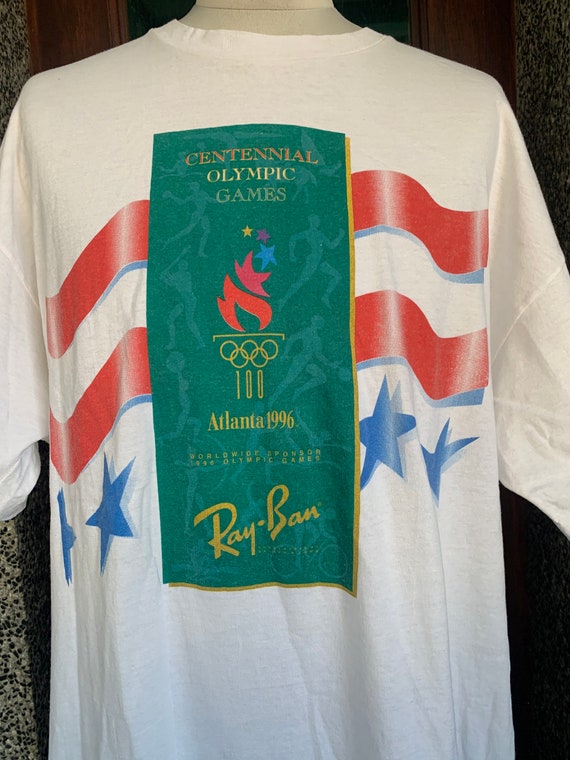 CENTENNIAL
OLYMPIC
GAMES
100
Atlanta 1996
WORLDWIDE SPONSOR
1996 OLYMPIC GAMES
Ray-Ban